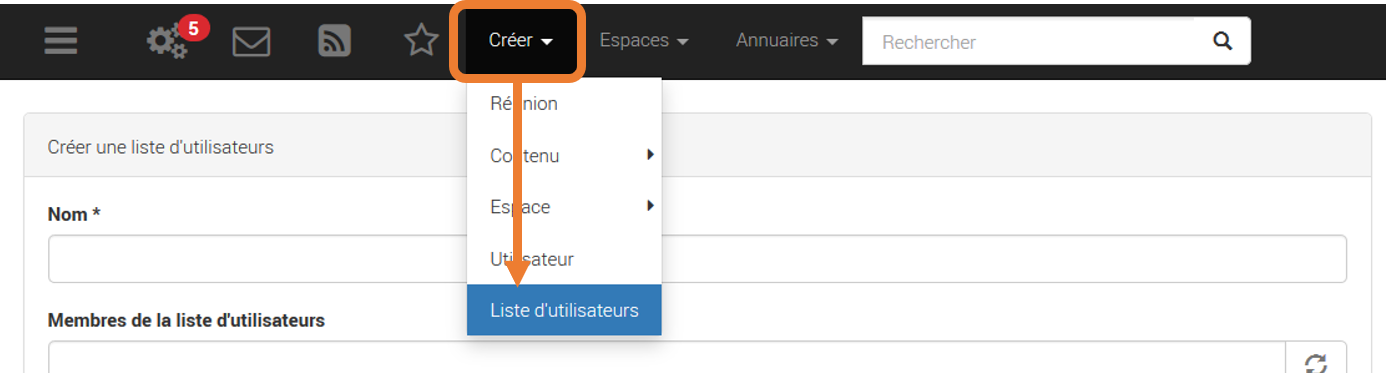 5
Créer
Espaces
Annuaires
Rechercher
Réunion
Contenu
Espace
Utilisateur
Liste d'utilisateurs
Créer une liste d'utilisateurs
Nom *
Membres de la liste d'utilisateurs